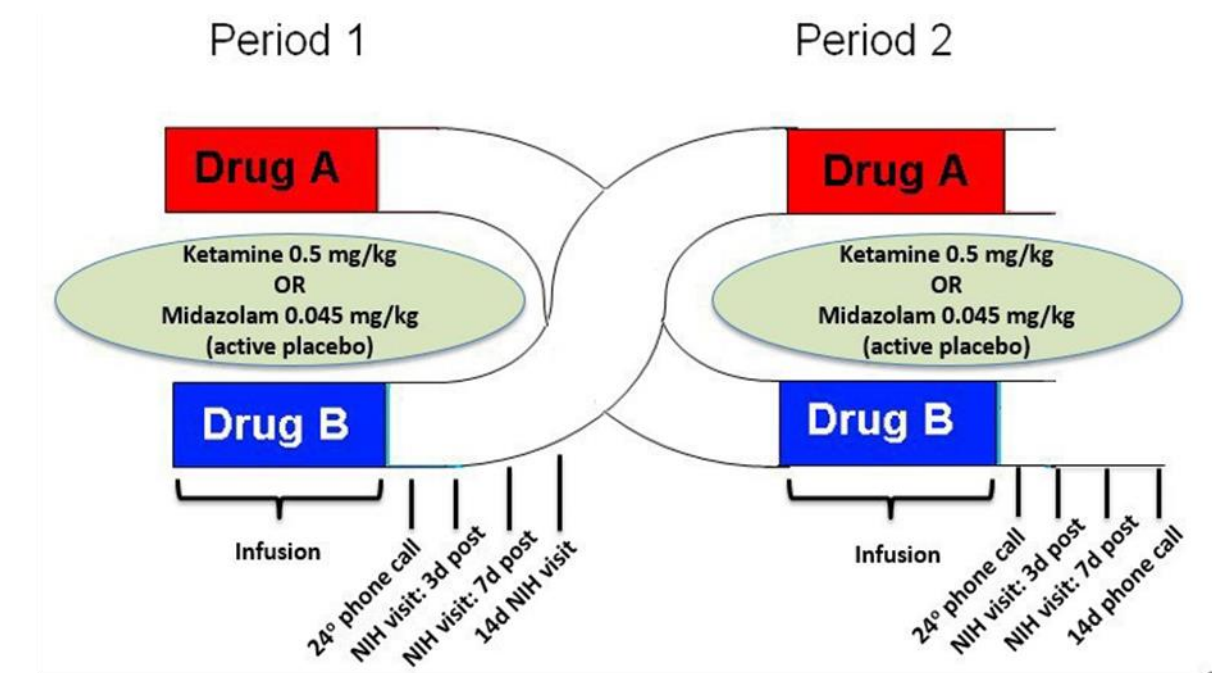 Period 1
Period 2
Drug A
Drug A
Ketamine 0.5 mg/kg
OR
Midazolam 0.045 mg/kg
(active placebo)
Ketamine 0.5 mg/kg
OR
Midazolam 0.045 mg/kg
(active placebo)
Drug B
Drug B
Infusion
24º phone call
NIH visit: 3d post
NIH visit: 7d post
14d NIH visit
Infusion
24º phone call
NIH visit: 3d post
NIH visit: 7d post
14d phone call